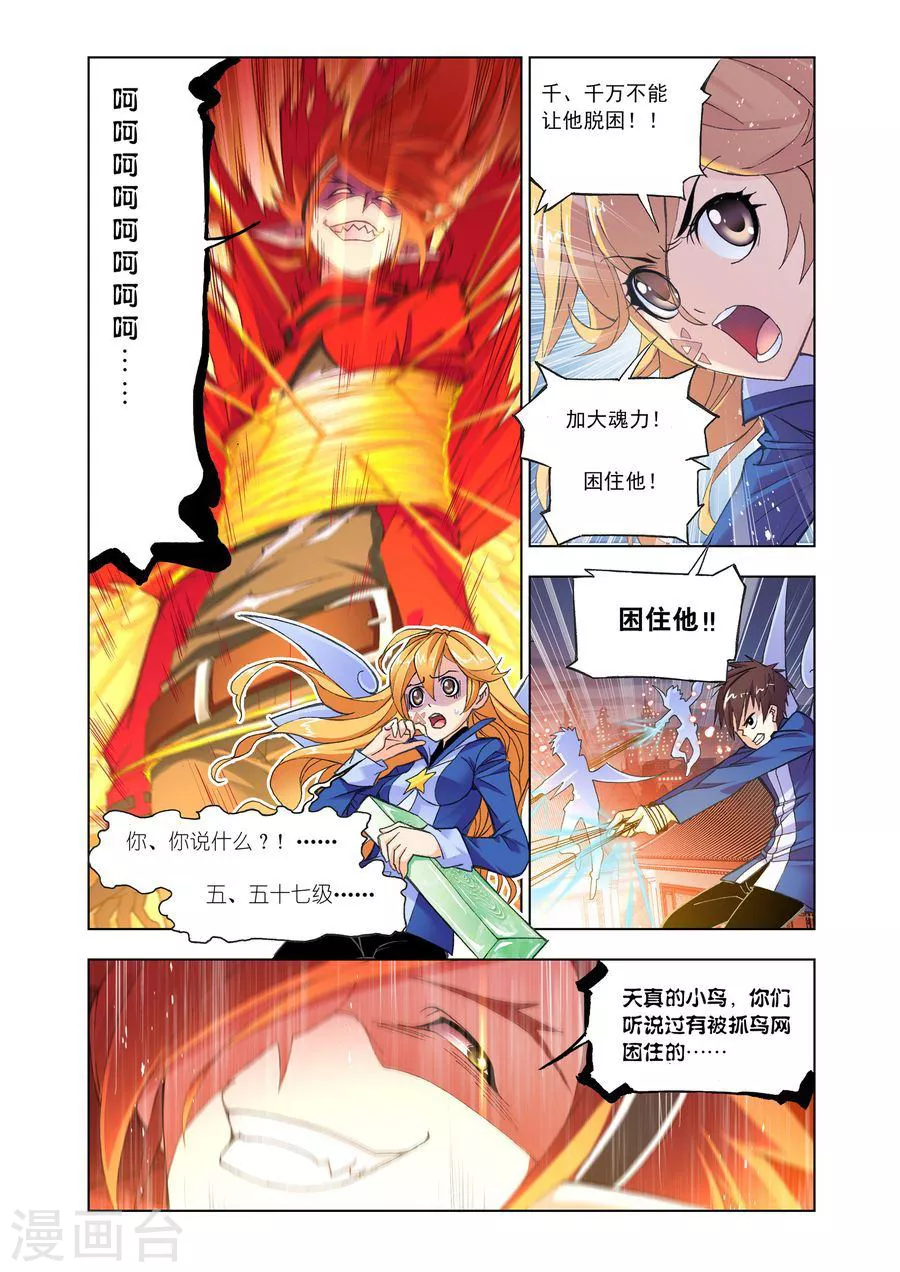 呵呵呵呵呵呵呵呵……
你、你说什么？！……
五、五十七级……
千、千万不能
让他脱困！！
加大魂力！
困住他！
困住他!!
天真的小鸟，你们
听说过有被抓鸟网
困住的……
漫画台